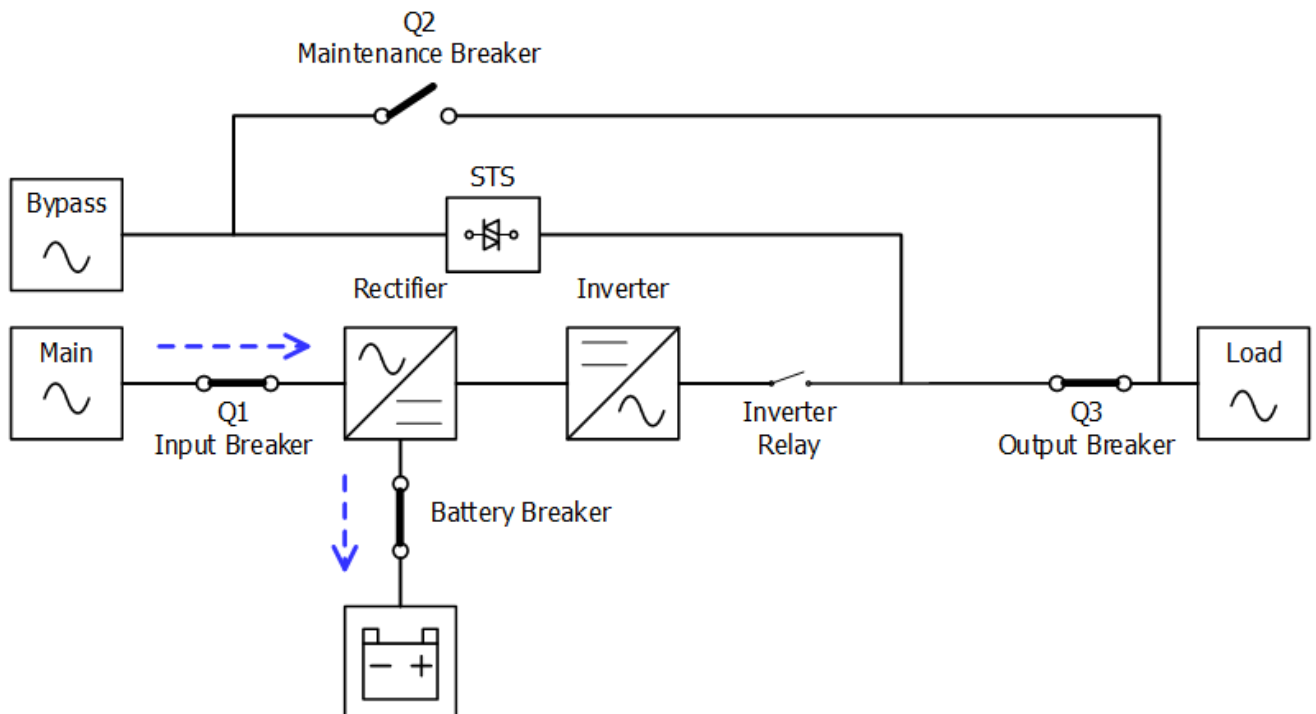 Q2
Maintenance Breaker
STS
Bypass
Rectifier
Inverter
Main
Load
Q1
Input Breaker
Inverter
Relay
Q3
Output Breaker
Battery Breaker